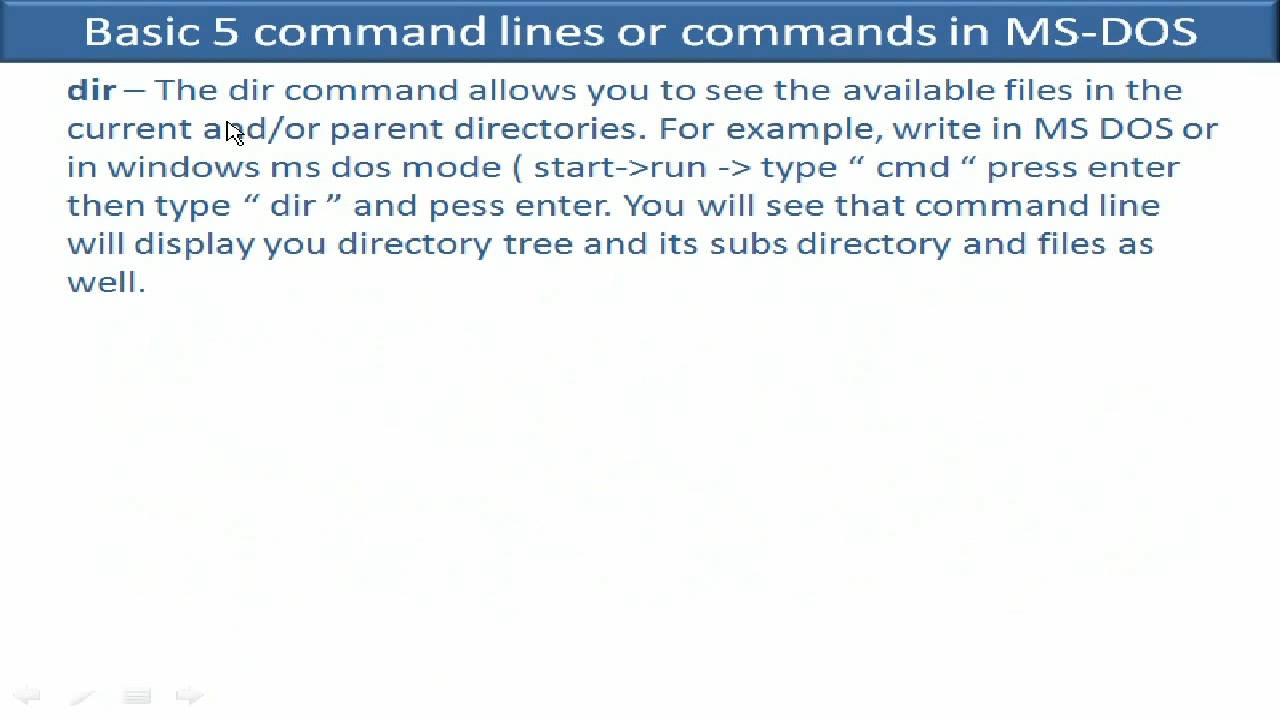 Basic 5 command lines or commands in MS-DOS
dir – The dir command allows you to see the available files in the
current and/or parent directories. For example, write in MS DOS or
in windows ms dos mode ( start->run -> type “ cmd “ press enter
then type “ dir ” and pess enter. You will see that command line
will display you directory tree and its subs directory and files as
well.